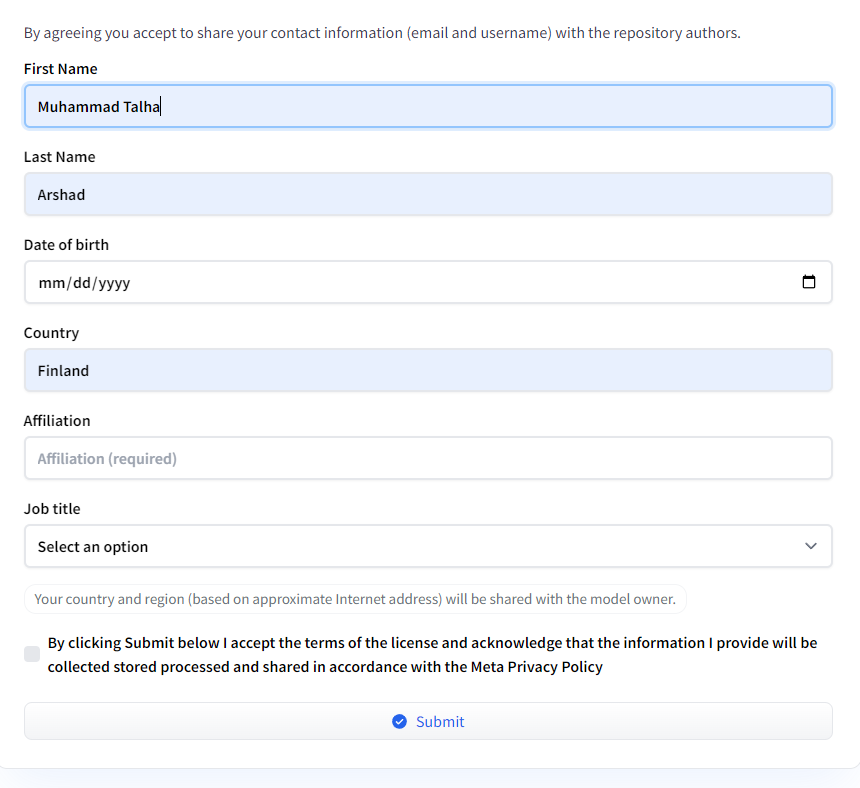 By agreeing you accept to share your contact information (email and username) with the repository authors.
First Name
Muhammad Talha
Last Name
Arshad
Date of birth
mm/dd/yyyy
Country
Finland
Affiliation
Affiliation (required)
Job title
Select an option
Your country and region (based on approximate Internet address) will be shared with the model owner.
By clicking Submit below I accept the terms of the license and acknowledge that the information I provide will be
collected stored processed and shared in accordance with the Meta Privacy Policy
Submit